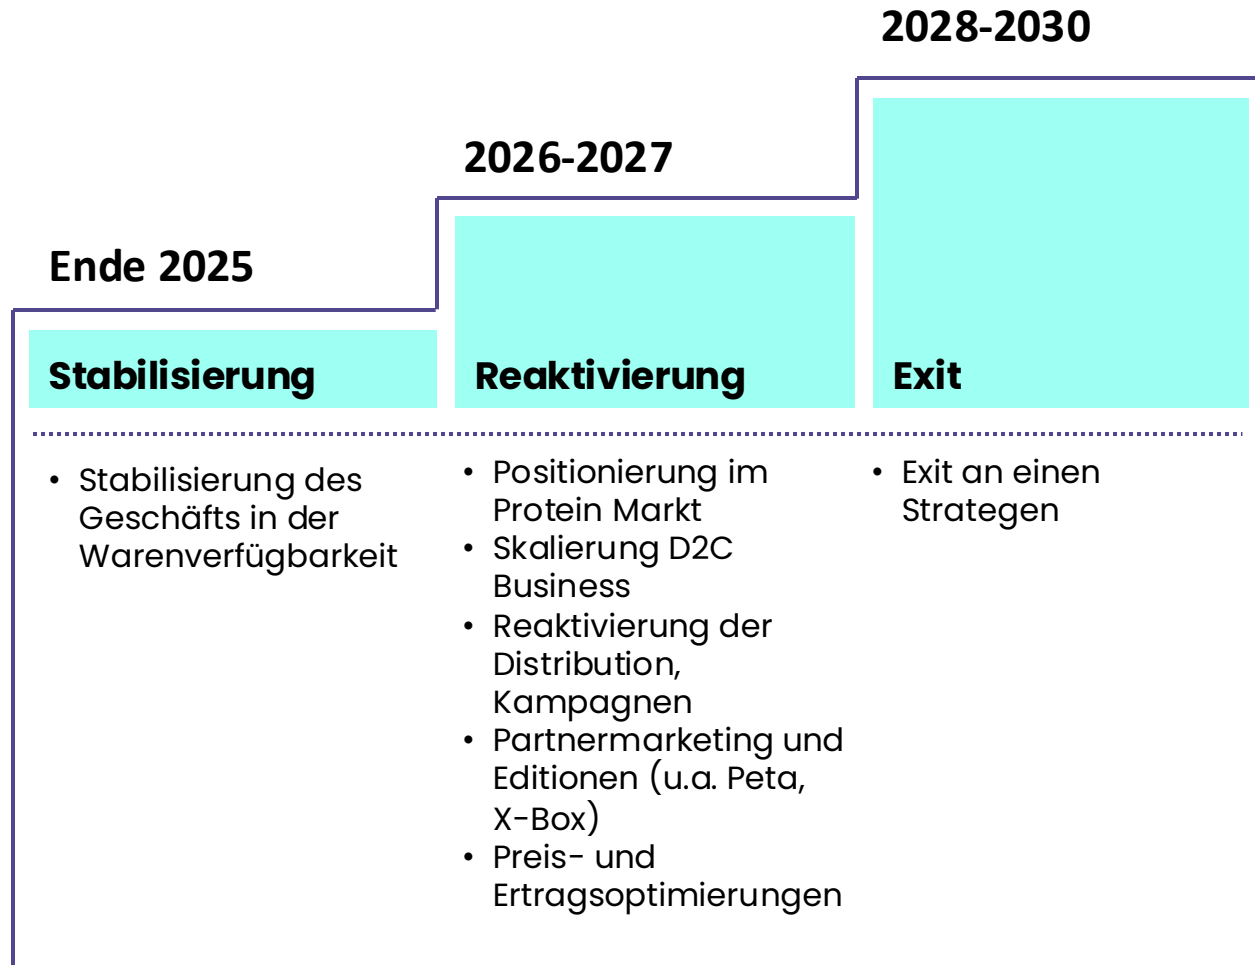 Ende 2025
Stabilisierung
• Stabilisierung des
Geschäfts in der
Warenverfügbarkeit
2026-2027
Reaktivierung
• Positionierung im
Protein Markt
• Skalierung D2C
Business
• Reaktivierung der
Distribution,
Kampagnen
• Partnermarketing und
Editionen (u.a. Peta,
X-Box)
• Preis- und
Ertragsoptimierungen
2028-2030
Exit
• Exit an einen
Strategen